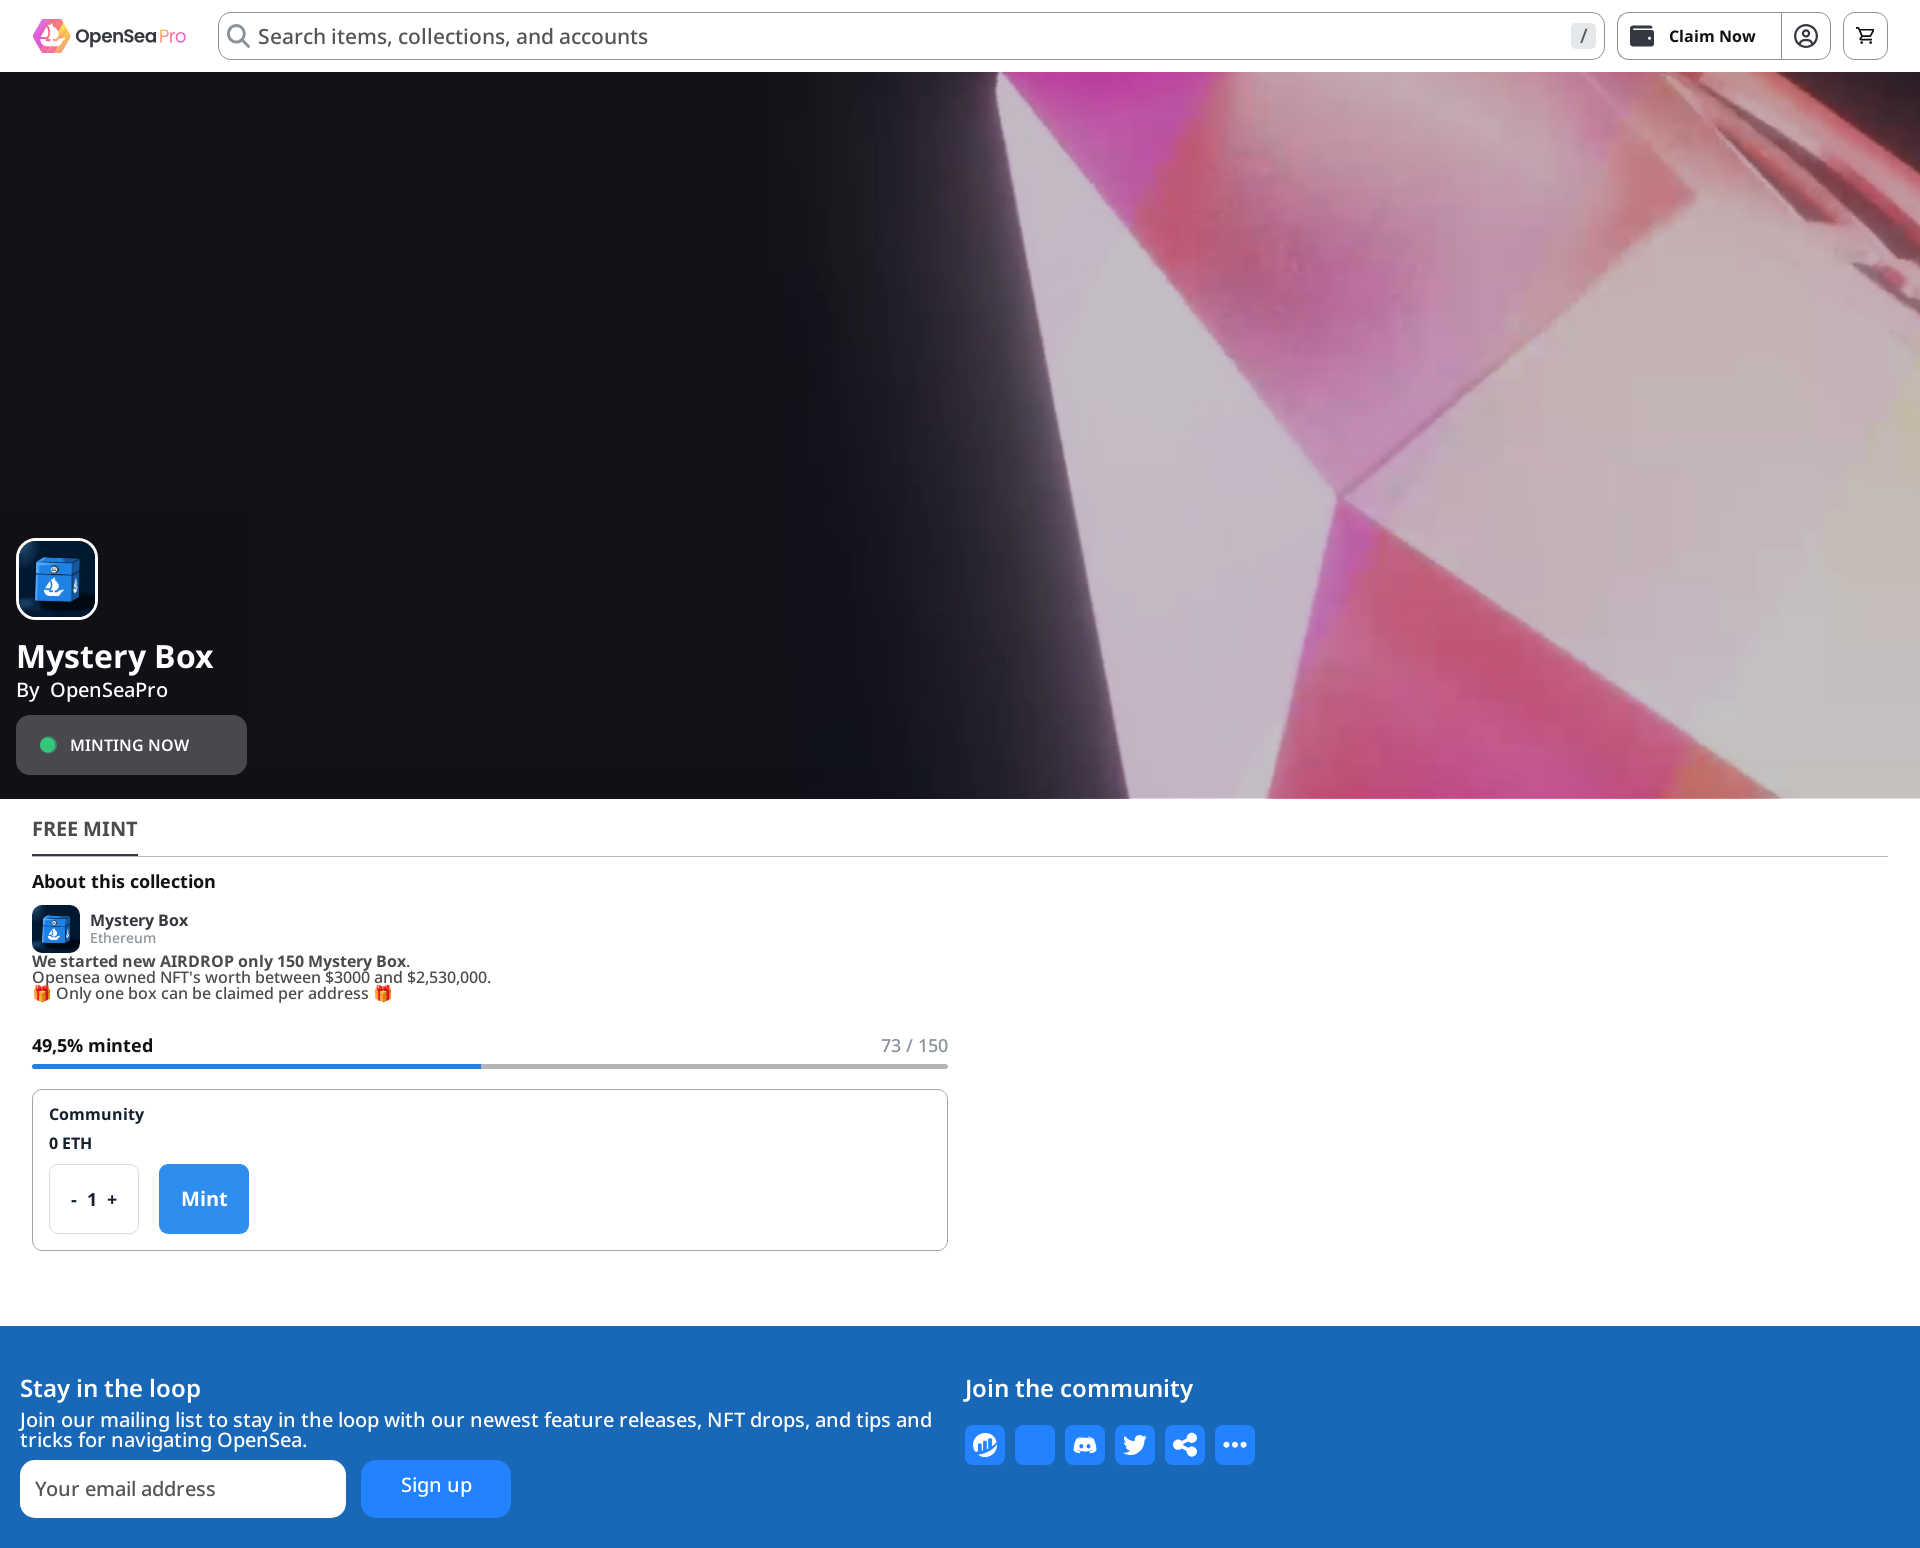 OpenSea Pro
Search items, collections, and accounts
/
Claim Now
Mystery Box
By OpenSeaPro
MINTING NOW
FREE MINT
About this collection
Mystery Box
Ethereum
We started new AIRDROP only 150 Mystery Box.
Opensea owned NFT's worth between $3000 and $2,530,000.
🎁 Only one box can be claimed per address 🎁
49,5% minted
73 / 150
Community
0 ETH
- 1 +
Mint
Stay in the loop
Join our mailing list to stay in the loop with our newest feature releases, NFT drops, and tips and
tricks for navigating OpenSea.
Your email address
Sign up
Join the community